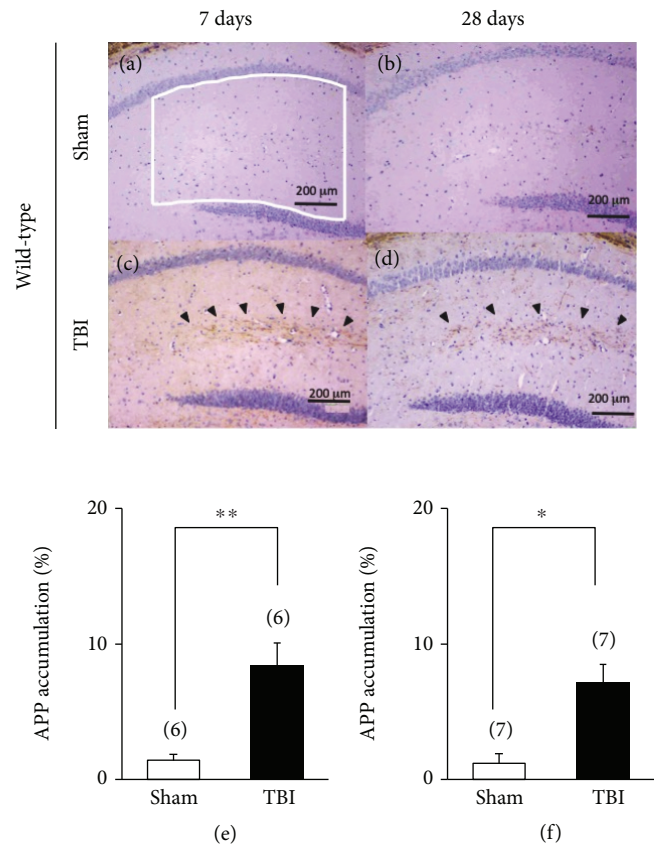 7 days 28 days
Wild-type
Sham
(a) (b)
200 μm 200 μm
TBI
(c) (d)
200 μm 200 μm
APP accumulation (%)
20
10
0
**
(6)
(6)
Sham TBI
(e)
APP accumulation (%)
20
10
0
*
(7)
(7)
Sham TBI
(f)